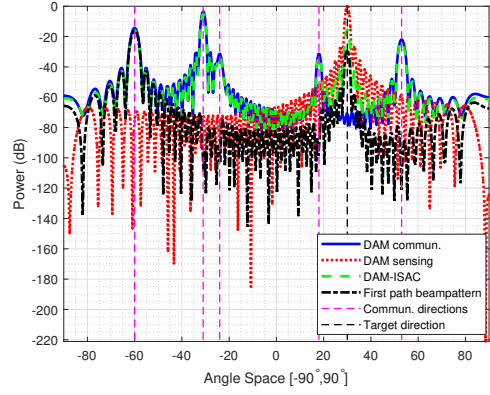 0
-20
-40
-60
-80
-100
-120
-140
-160
-180
-200
-220
Power (dB)
-80 -60 -40 -20 0 20 40 60 80
Angle Space [-90°,90°]
DAM commun.
DAM sensing
DAM-ISAC
First path beampattern
Commun. directions
Target direction